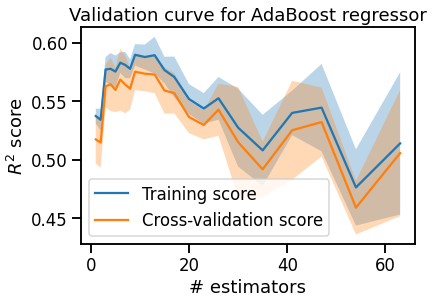 Validation curve for AdaBoost regressor
0.60
0.55
0.50
0.45
R² score
Training score
Cross-validation score
0 20 40 60
# estimators